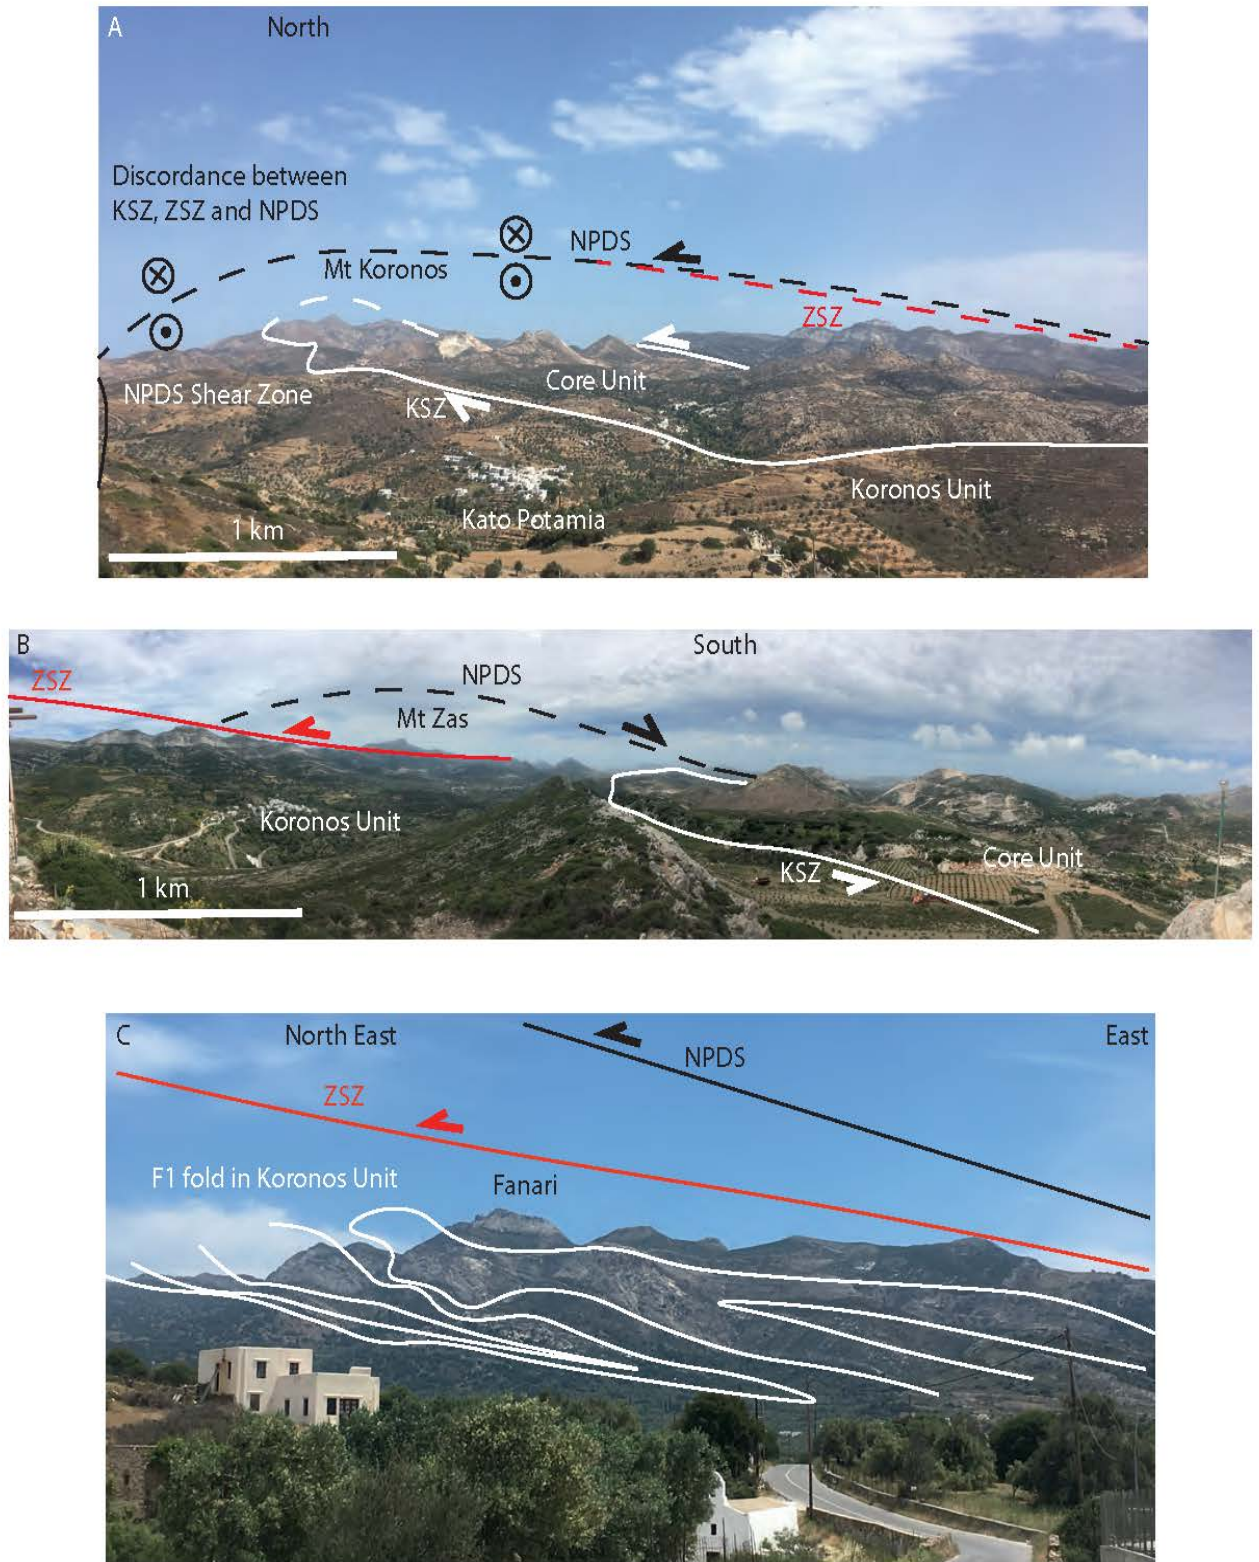 A
North
Discordance between
KSZ, ZSZ and NPDS
NPDS
Mt Koronos
ZSZ
Core Unit
NPDS Shear Zone
KSZ
Koronos Unit
Kato Potamia
1 km
B
South
ZSZ
NPDS
Mt Zas
Koronos Unit
Core Unit
KSZ
1 km
C
North East
East
NPDS
ZSZ
F1 fold in Koronos Unit
Fanari